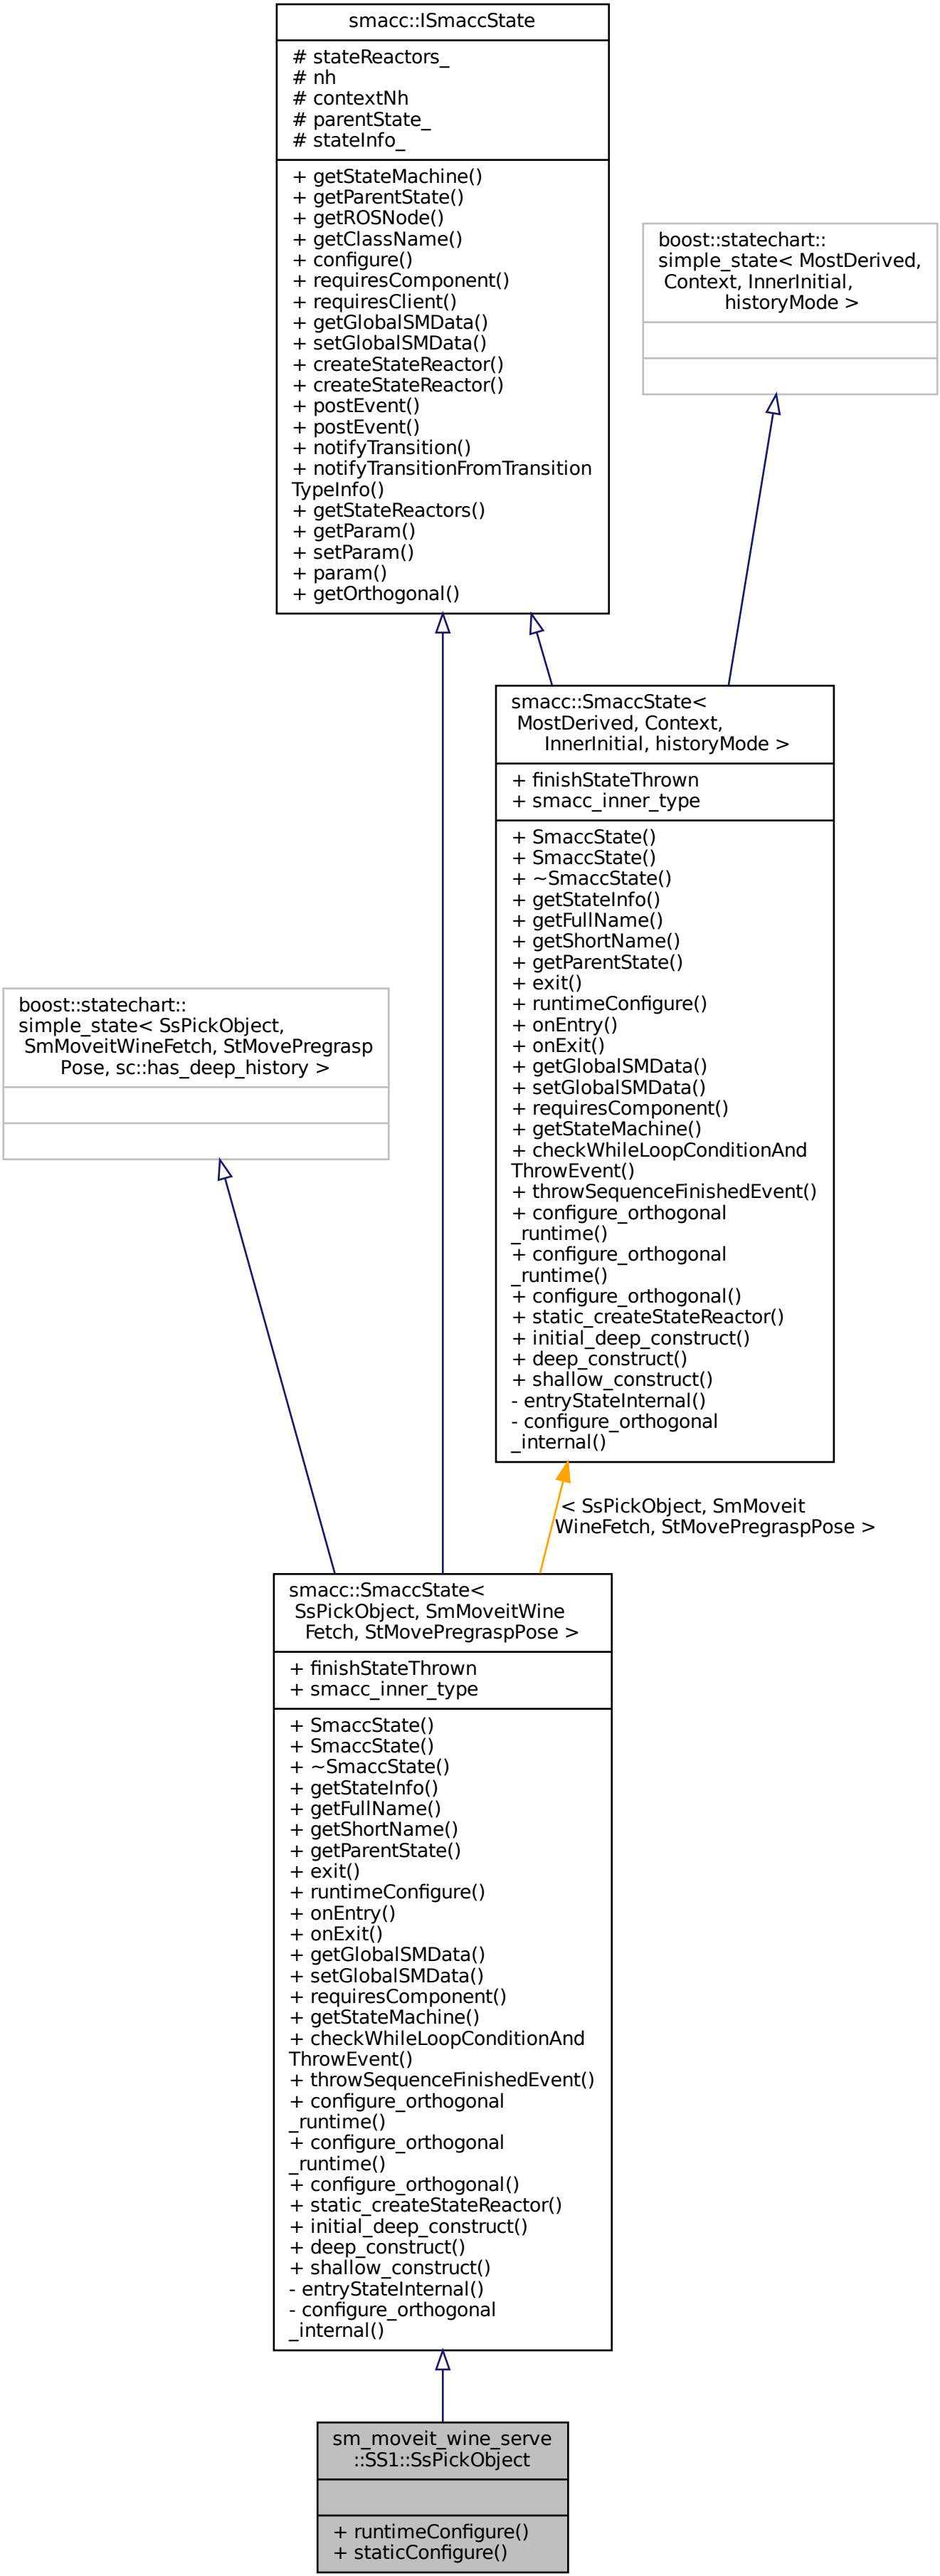 smacc::ISmaccState
# stateReactors_
# nh
# contextNh
# parentState_
# stateInfo_
+ getStateMachine()
+ getParentState()
+ getROSNode()
+ getClassName()
+ configure()
+ requiresComponent()
+ requiresClient()
+ getGlobalSMData()
+ setGlobalSMData()
+ createStateReactor()
+ createStateReactor()
+ postEvent()
+ postEvent()
+ notifyTransition()
+ notifyTransitionFromTransition
TypeInfo()
+ getStateReactors()
+ getParam()
+ setParam()
+ param()
+ getOrthogonal()
boost::statechart::
simple_state< MostDerived,
Context, InnerInitial,
historyMode >
smacc::SmaccState<
MostDerived, Context,
InnerInitial, historyMode >
+ finishStateThrown
+ smacc_inner_type
+ SmaccState()
+ SmaccState()
+ ~SmaccState()
+ getStateInfo()
+ getFullName()
+ getShortName()
+ getParentState()
+ exit()
+ runtimeConfigure()
+ onEntry()
+ onExit()
+ getGlobalSMData()
+ setGlobalSMData()
+ requiresComponent()
+ getStateMachine()
+ checkWhileLoopConditionAnd
ThrowEvent()
+ throwSequenceFinishedEvent()
+ configure_orthogonal
_runtime()
+ configure_orthogonal
_runtime()
+ configure_orthogonal()
+ static_createStateReactor()
+ initial_deep_construct()
+ deep_construct()
+ shallow_construct()
- entryStateInternal()
- configure_orthogonal
_internal()
boost::statechart::
simple_state< SsPickObject,
SmMoveitWineFetch, StMovePregrasp
Pose, sc::has_deep_history >
< SsPickObject, SmMoveit
WineFetch, StMovePregraspPose >
smacc::SmaccState<
SsPickObject, SmMoveitWine
Fetch, StMovePregraspPose >
+ finishStateThrown
+ smacc_inner_type
+ SmaccState()
+ SmaccState()
+ ~SmaccState()
+ getStateInfo()
+ getFullName()
+ getShortName()
+ getParentState()
+ exit()
+ runtimeConfigure()
+ onEntry()
+ onExit()
+ getGlobalSMData()
+ setGlobalSMData()
+ requiresComponent()
+ getStateMachine()
+ checkWhileLoopConditionAnd
ThrowEvent()
+ throwSequenceFinishedEvent()
+ configure_orthogonal
_runtime()
+ configure_orthogonal
_runtime()
+ configure_orthogonal()
+ static_createStateReactor()
+ initial_deep_construct()
+ deep_construct()
+ shallow_construct()
- entryStateInternal()
- configure_orthogonal
_internal()
sm_moveit_wine_serve
::SS1::SsPickObject
+ runtimeConfigure()
+ staticConfigure()